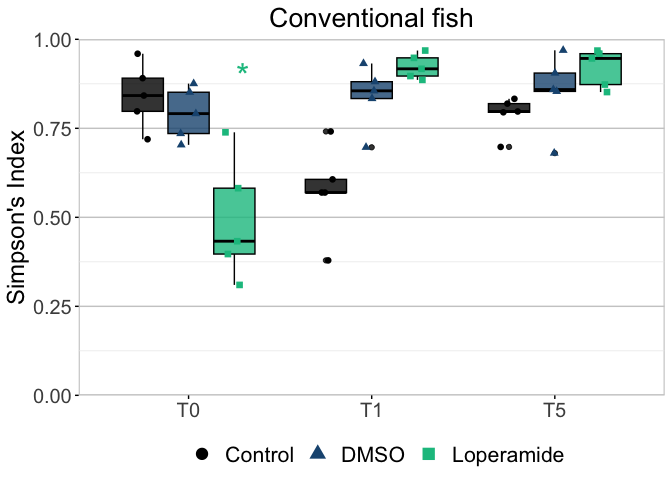 Conventional fish
Simpson's Index
1.00
0.75
0.50
0.25
0.00
*
T0 T1 T5
Control DMSO Loperamide